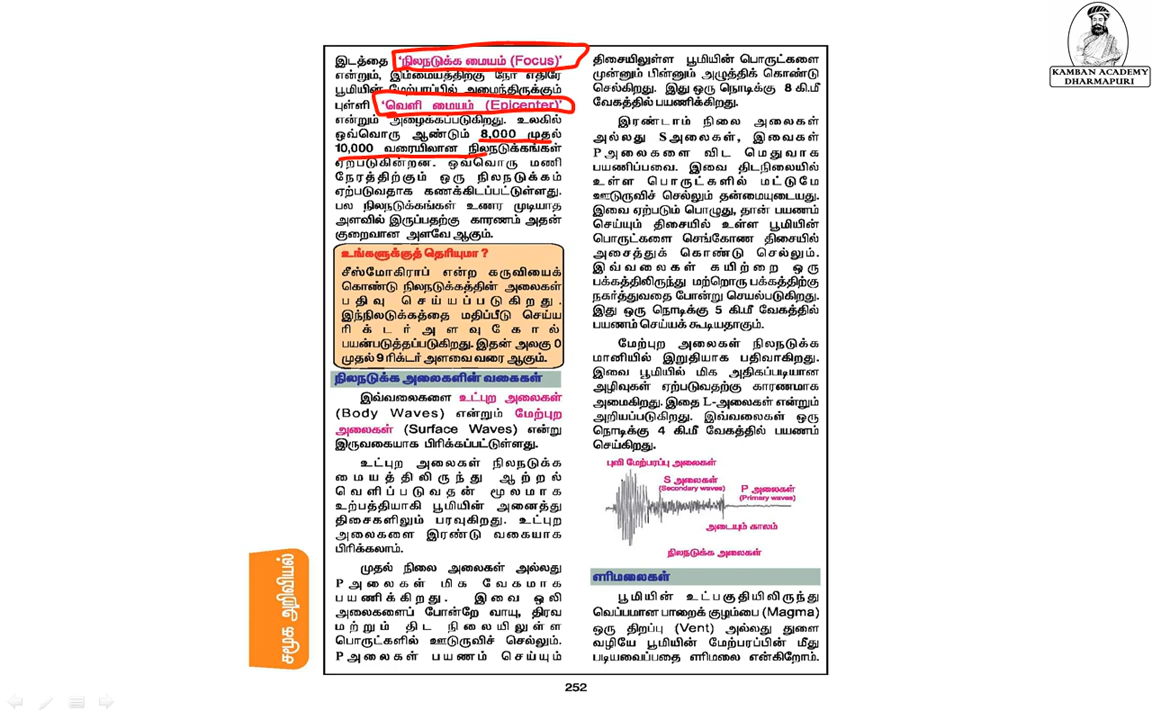 KAMBAN ACADEMY
DHARMAPURI
இடத்தை 'நிலநடுக்க மையம் (Focus)'
என்றும், இம்மையத்திற்கு நேர் எதிரே
பூமியின் மேற்பரப்பில் அமைந்திருக்கும்
புள்ளி 'வெளி மையம் (Epicenter)'
என்றும் அழைக்கப்படுகிறது. உலகில்
ஒவ்வொரு ஆண்டும் 8,000 முதல்
10,000 வரையிலான நிலநடுக்கங்கள்
ஏற்படுகின்றன. ஒவ்வொரு மணி
நேரத்திற்கும் ஒரு நிலநடுக்கம்
ஏற்படுவதாக கணக்கிடப்பட்டுள்ளது.
பல நிலநடுக்கங்கள் உணர முடியாத
அளவில் இருப்பதற்கு காரணம் அதன்
குறைவான அளவே ஆகும்.
உங்களுக்குத் தெரியுமா ?
சீஸ்மோகிராப் என்ற கருவியைக்
கொண்டு நிலநடுக்கத்தின் அலைகள்
பதிவு செய்யப்படுகிறது.
இந்நிலடுக்கத்தை மதிப்பீடு செய்ய
ரிக்டர் அளவுகோல்
பயன்படுத்தப்படுகிறது. இதன் அலகு 0
முதல் 9 ரிக்டர் அளவை வரை ஆகும்.
நிலநடுக்க அலைகளின் வகைகள்
இவ்வலைகளை உட்புற அலைகள்
(Body Waves) என்றும் மேற்புற
அலைகள் (Surface Waves) என்று
இருவகையாக பிரிக்கப்பட்டுள்ளது.
உட்புற அலைகள் நிலநடுக்க
மையத்திலிருந்து ஆற்றல்
வெளிப்படுவதன் மூலமாக
உற்பத்தியாகி பூமியின் அனைத்து
திசைகளிலும் பரவுகிறது. உட்புற
அலைகளை இரண்டு வகையாக
பிரிக்கலாம்.
முதல் நிலை அலைகள் அல்லது
P அலைகள் மிக வேகமாக
பயணிக்கிறது. இவை ஒலி
அலைகளைப் போன்றே வாயு, திரவ
மற்றும் திட நிலையிலுள்ள
பொருட்களில் ஊடுருவிச் செல்லும்.
P அலைகள் பயணம் செய்யும்
திசையிலுள்ள பூமியின் பொருட்களை
முன்னும் பின்னும் அழுத்திக் கொண்டு
செல்கிறது. இது ஒரு நொடிக்கு 8 கி.மீ
வேகத்தில் பயணிக்கிறது.
இரண்டாம் நிலை அலைகள்
அல்லது S அலைகள், இவைகள்
P அலைகளை விட மெதுவாக
பயணிப்பவை. இவை திடநிலையில்
உள்ள பொருட்களில் மட்டுமே
ஊடுருவிச் செல்லும் தன்மையுடையது.
இவை ஏற்படும் பொழுது, தான் பயணம்
செய்யும் திசையில் உள்ள பூமியின்
பொருட்களை செங்கோண திசையில்
அசைத்துக் கொண்டு செல்லும்.
இவ்வலைகள் கயிற்றை ஒரு
பக்கத்திலிருந்து மற்றொரு பக்கத்திற்கு
நகர்த்துவதை போன்று செயல்படுகிறது.
இது ஒரு நொடிக்கு 5 கி.மீ வேகத்தில்
பயணம் செய்யக் கூடியதாகும்.
மேற்புற அலைகள் நிலநடுக்க
மானியில் இறுதியாக பதிவாகிறது.
இவை பூமியில் மிக அதிகப்படியான
அழிவுகள் ஏற்படுவதற்கு காரணமாக
அமைகிறது. இதை L-அலைகள் என்றும்
அறியப்படுகிறது. இவ்வலைகள் ஒரு
நொடிக்கு 4 கி.மீ வேகத்தில் பயணம்
செய்கிறது.
புவி மேற்பரப்பு அலைகள்
S அலைகள்
(Secondary waves)
P அலைகள்
(Primary waves)
அடையும் காலம்
நிலநடுக்க அலைகள்
எரிமலைகள்
பூமியின் உட்பகுதியிலிருந்து
வெப்பமான பாறைக் குழம்பை (Magma)
ஒரு திறப்பு (Vent) அல்லது துளை
வழியே பூமியின் மேற்பரப்பின் மீது
படியவைப்பதை எரிமலை என்கிறோம்.
சமூக அறிவியல்
252